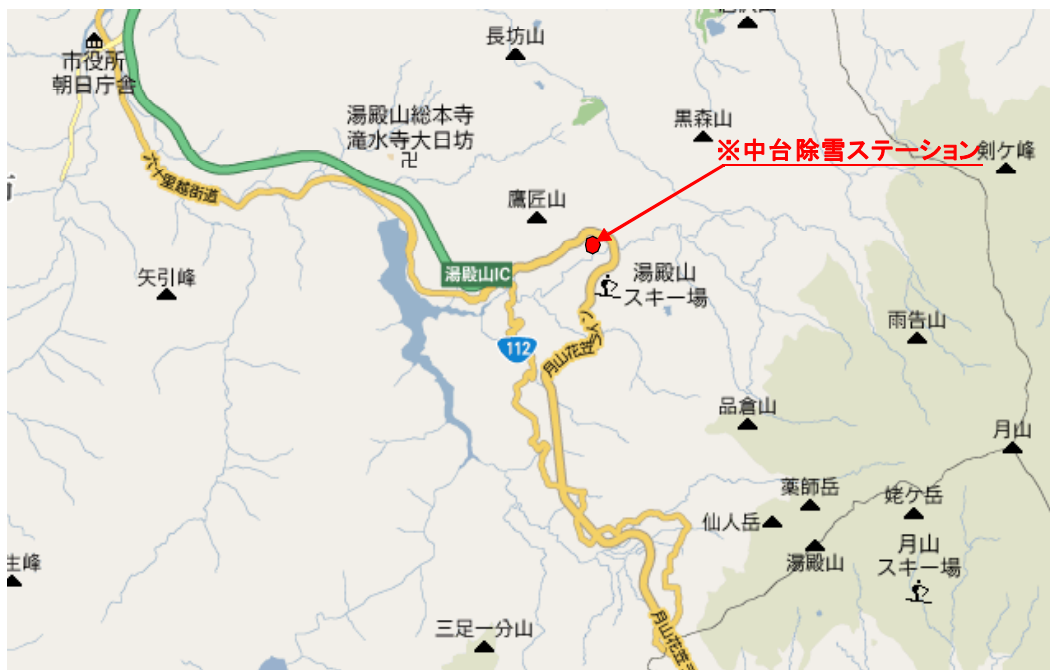 長坊山
市役所
朝日庁舎
湯殿山総本寺
滝水寺大日坊
黒森山
※中台除雪ステーション
剣ケ峰
六十里越街道
鷹匠山
湯殿山IC
湯殿山
スキー場
矢引峰
雨告山
112
月山花笠ライン
品倉山
月山
薬師岳
姥ケ岳
仙人岳
湯殿山
月山
スキー場
生峰
三足一分山
月山花笠